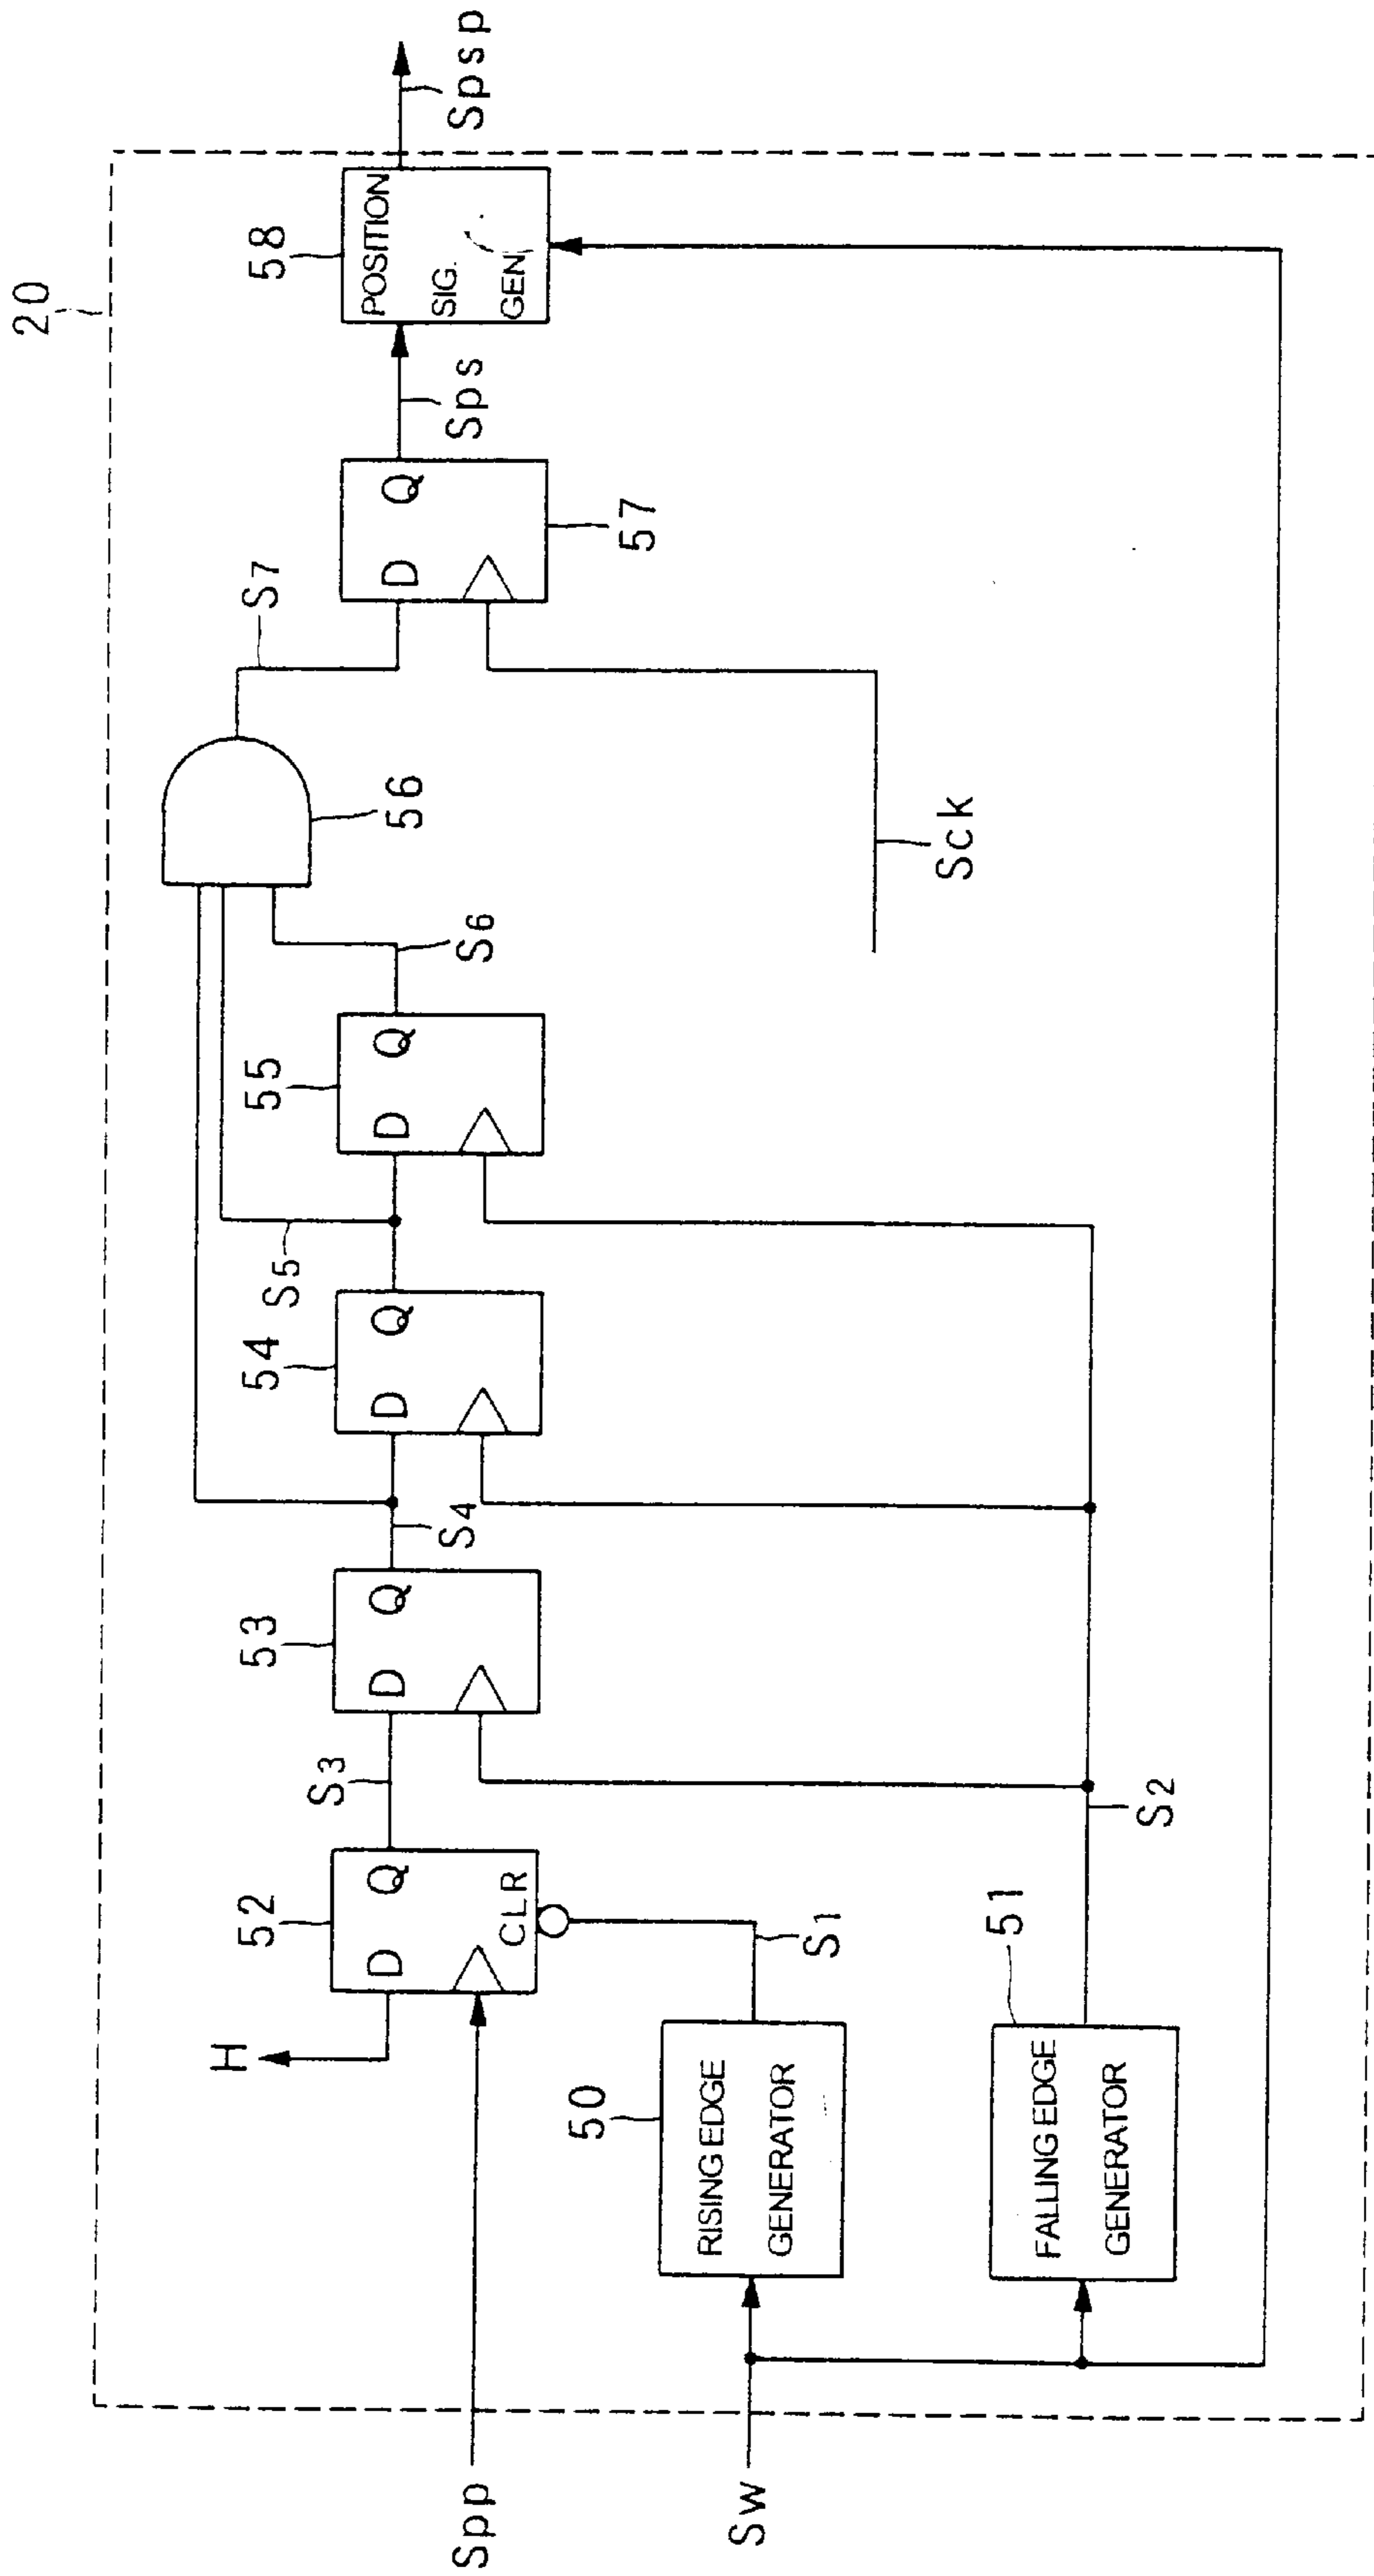 20
Spp
Sw
H
52
D
Q
CLR
S3
53
D
Q
S4
54
D
Q
S5
55
D
Q
S6
56
S7
D
Q
57
Sps
58
POSITION
SIG.
GEN
Spsp
50
RISING EDGE
GENERATOR
S1
51
FALLING EDGE
GENERATOR
S2
Sck